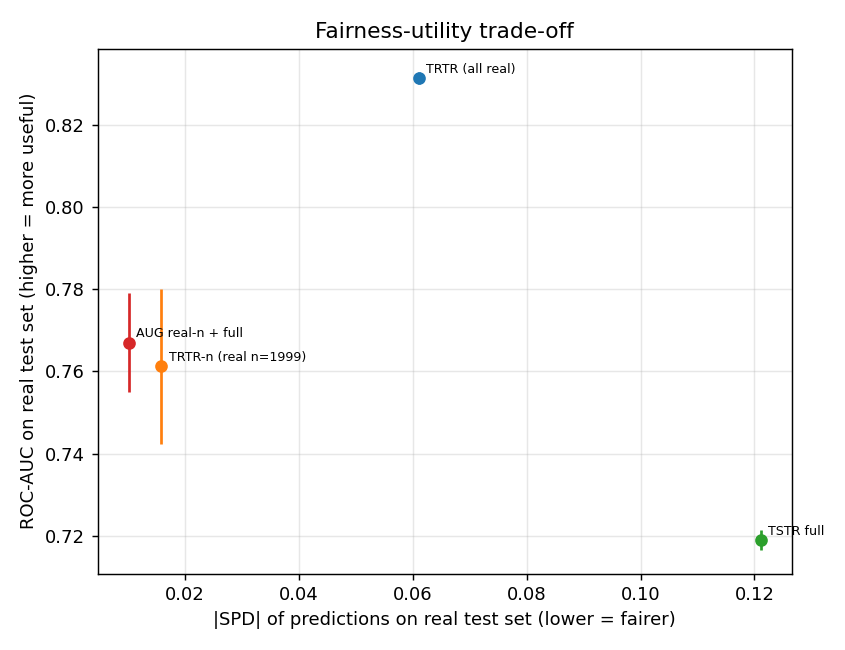 Fairness-utility trade-off
ROC-AUC on real test set (higher = more useful)
0.82
0.80
0.78
0.76
0.74
0.72
TRTR (all real)
AUG real-n + full
TRTR-n (real n=1999)
TSTR full
0.02 0.04 0.06 0.08 0.10 0.12
|SPD| of predictions on real test set (lower = fairer)